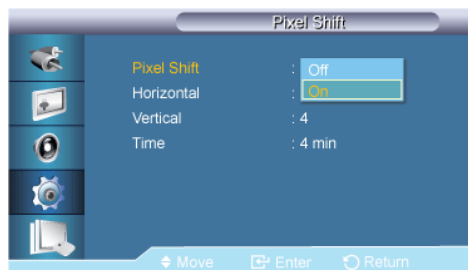 Pixel Shift
Pixel Shift : Off
Horizontal : On
Vertical : 4
Time : 4 min
Move Enter Return